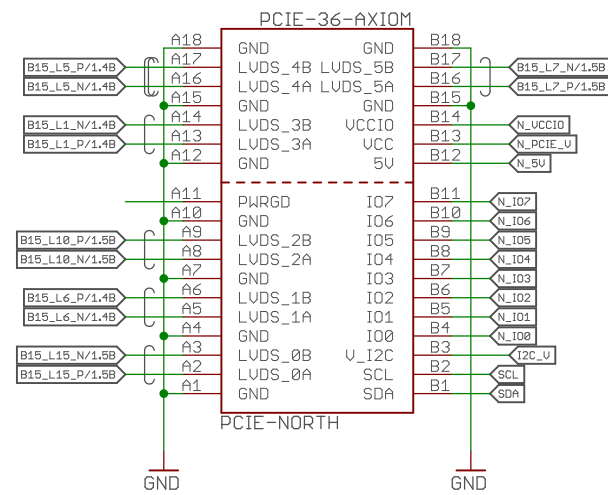 PCIE-36-AXIOM
A18 GND GND B18
B15_L5_P/1.4B A17 LVDS_4B LVDS_5B B17 B15_L7_N/1.5B
B15_L5_N/1.4B A16 LVDS_4A LVDS_5A B16 B15_L7_P/1.5B
A15 GND GND B15
B15_L1_N/1.4B A14 LVDS_3B VCCIO B14 N_VCCIO
B15_L1_P/1.4B A13 LVDS_3A VCC B13 N_PCIE_V
A12 GND 5V B12 N_5V
A11 PWRGD IO7 B11 N_IO7
A10 GND IO6 B10 N_IO6
B15_L10_P/1.5B A9 LVDS_2B IO5 B9 N_IO5
B15_L10_N/1.5B A8 LVDS_2A IO4 B8 N_IO4
A7 GND IO3 B7 N_IO3
B15_L6_P/1.4B A6 LVDS_1B IO2 B6 N_IO2
B15_L6_N/1.4B A5 LVDS_1A IO1 B5 N_IO1
A4 GND IO0 B4 N_IO0
B15_L15_N/1.5B A3 LVDS_0B V_I2C B3 I2C_V
B15_L15_P/1.5B A2 LVDS_0A SCL B2 SCL
A1 GND SDA B1 SDA
PCIE-NORTH
GND GND